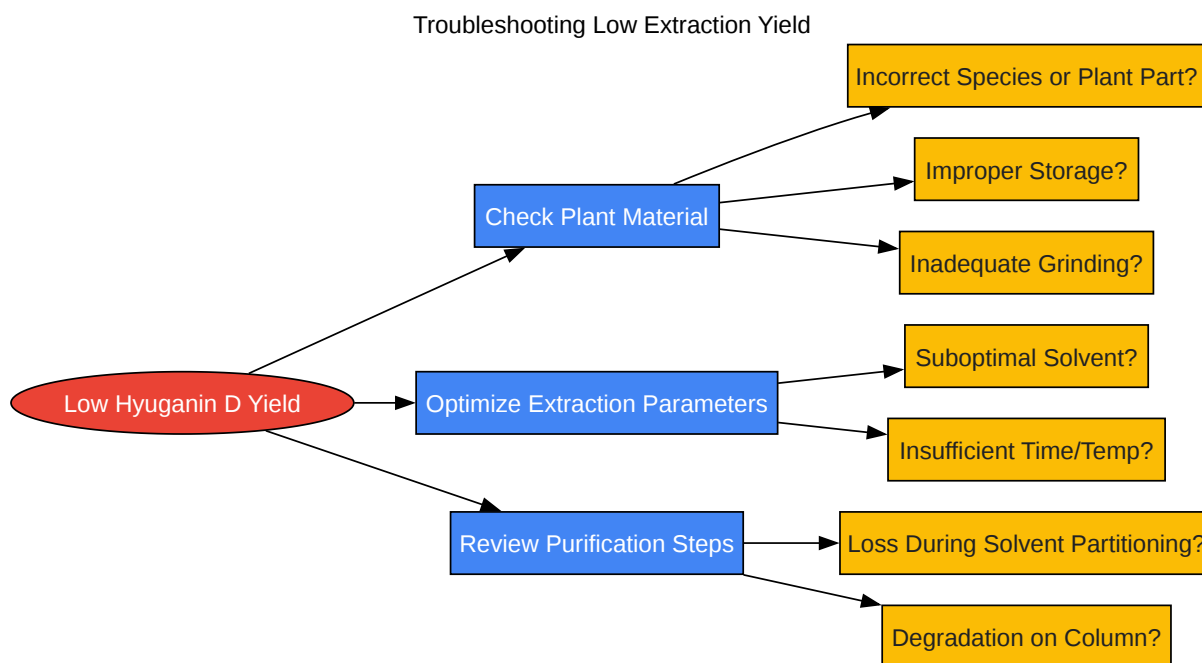 Troubleshooting Low Extraction Yield
Incorrect Species or Plant Part?
Improper Storage?
Check Plant Material
Inadequate Grinding?
Suboptimal Solvent?
Low Hyuganin D Yield
Optimize Extraction Parameters
Insufficient Time/Temp?
Review Purification Steps
Loss During Solvent Partitioning?
Degradation on Column?